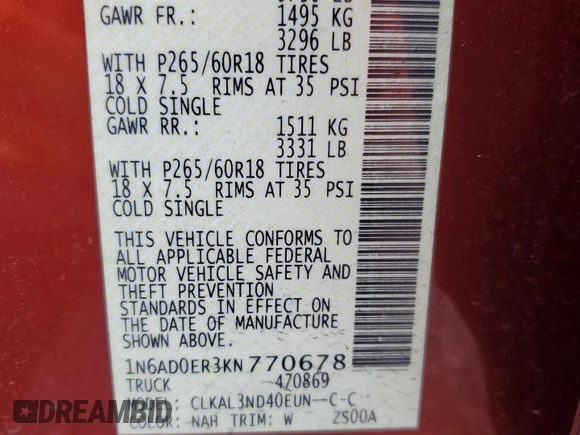 GAWR FR.: 1495 KG
3296 LB
WITH P265/60R18 TIRES
18 X 7.5 RIMS AT 35 PSI
COLD SINGLE
GAWR RR.: 1511 KG
3331 LB
WITH P265/60R18 TIRES
18 X 7.5 RIMS AT 35 PSI
COLD SINGLE
THIS VEHICLE CONFORMS TO
ALL APPLICABLE FEDERAL
MOTOR VEHICLE SAFETY AND
THEFT PREVENTION
STANDARDS IN EFFECT ON
THE DATE OF MANUFACTURE
SHOWN ABOVE.
1N6AD0ER3KN770678
TRUCK 470869
MODEL: CLKAL3ND40EUN--C-C
COLOR: NAH TRIM: W ZS00A
DREAMBID